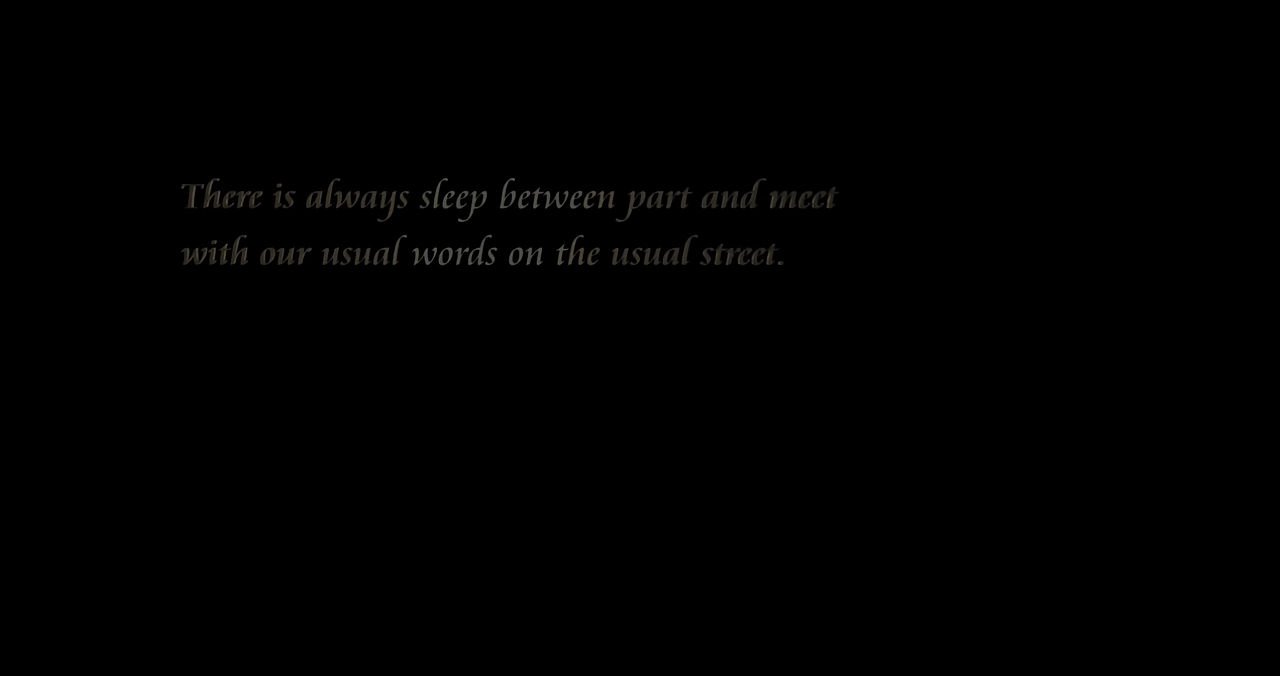 There is always sleep between part and meet
with our usual words on the usual street.